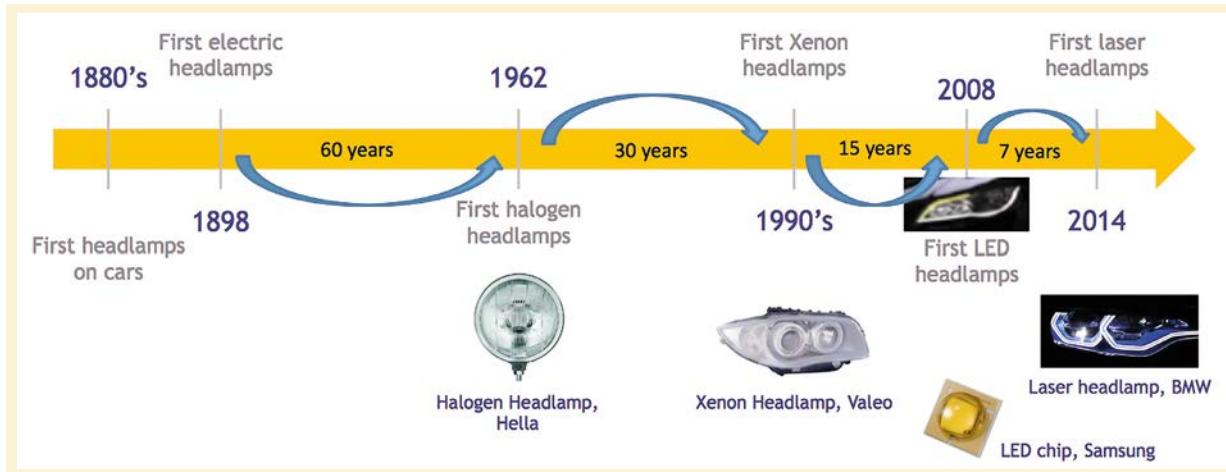 First electric
headlamps
First Xenon
headlamps
First laser
headlamps
1880's
1962
2008
60 years
30 years
15 years
7 years
First headlamps
on cars
1898
First halogen
headlamps
1990's
First LED
headlamps
2014
Halogen Headlamp,
Hella
Xenon Headlamp, Valeo
Laser headlamp, BMW
LED chip, Samsung